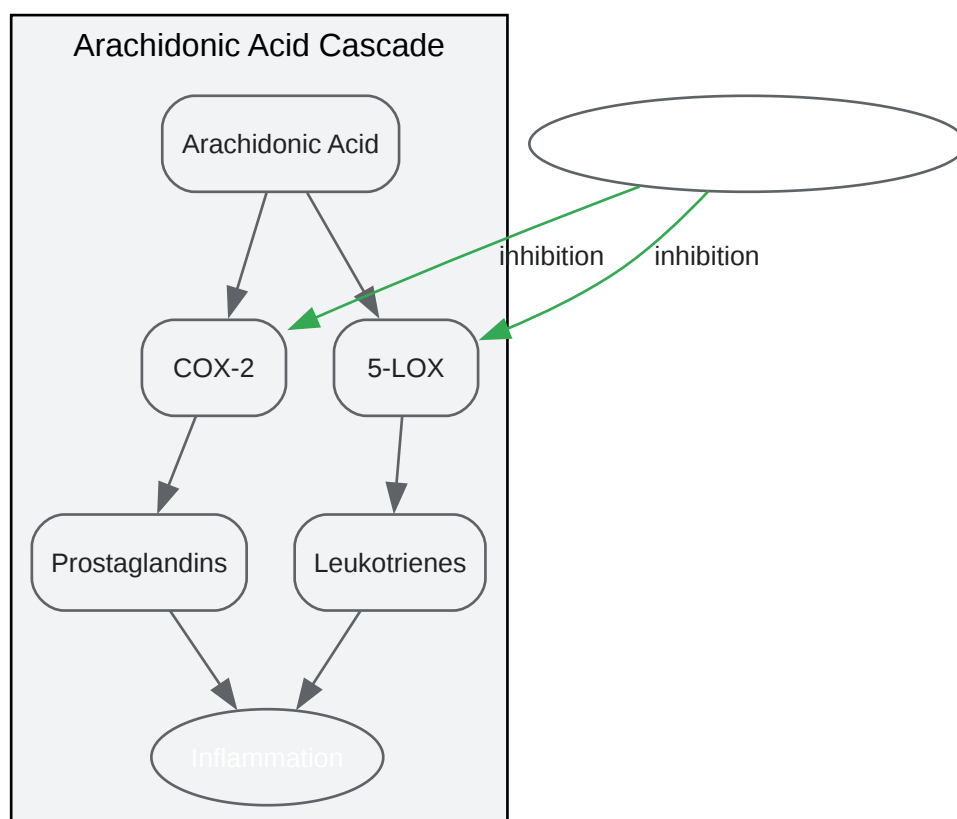 Arachidonic Acid Cascade
Arachidonic Acid
inhibition
inhibition
COX-2
5-LOX
Prostaglandins
Leukotrienes
Inflammation